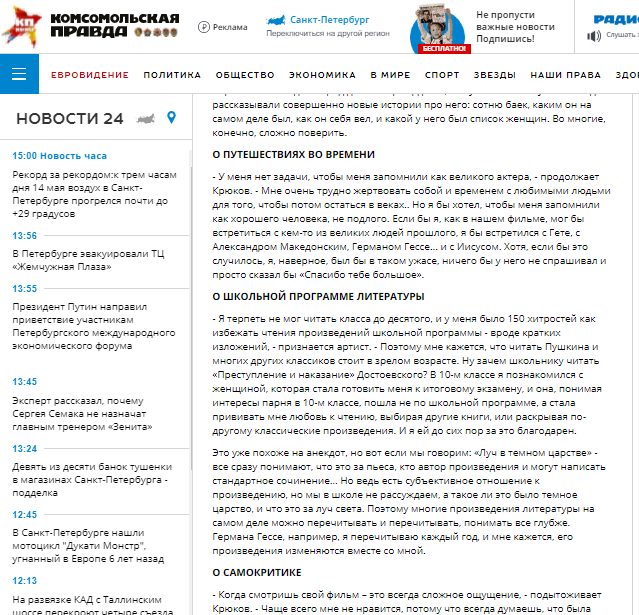 КОМСОМОЛЬСКАЯ
ПРАВДА
Реклама
Санкт-Петербург
Переключиться на другой регион
БЕСПЛАТНО!
Не пропусти
важные новости
Подпишись!
РАДИО
Слушать
ЕВРОВИДЕНИЕ ПОЛИТИКА ОБЩЕСТВО ЭКОНОМИКА В МИРЕ СПОРТ ЗВЕЗДЫ НАШИ ПРАВА ЗДО
НОВОСТИ 24
15:00 Новость часа
Рекорд за рекордом:к трем часам
дня 14 мая воздух в Санкт-
Петербурге прогрелся почти до
+29 градусов
13:56
В Петербурге эвакуировали ТЦ
«Жемчужная Плаза»
13:55
Президент Путин направил
приветствие участникам
Петербургского международного
экономического форума
13:45
Эксперт рассказал, почему
Сергея Семака не назначат
главным тренером «Зенита»
13:24
Девять из десяти банок тушенки
в магазинах Санкт-Петербурга -
подделка
12:45
В Санкт-Петербурге нашли
мотоцикл "Дукати Монстр",
угнанный в Европе 6 лет назад
12:13
На развязке КАД с Таллинским
шоссе перекроют четыре съезда
рассказывали совершенно новые истории про него: сотню баек, каким он на
самом деле был, как он себя вел, и какой у него был список женщин. Во многие,
конечно, сложно поверить.
О ПУТЕШЕСТВИЯХ ВО ВРЕМЕНИ
- У меня нет задачи, чтобы меня запомнили как великого актера, - продолжает
Крюков. - Мне очень трудно жертвовать собой и временем с любимыми людьми
для того, чтобы потом остаться в веках.. Но я бы хотел, чтобы меня запомнили
как хорошего человека, не подлого. Если бы я, как в нашем фильме, мог бы
встретиться с кем-то из великих людей прошлого, я бы встретился с Гете, с
Александром Македонским, Германом Гессе... и с Иисусом. Хотя, если бы это
случилось, я, наверное, был бы в таком ужасе, ничего бы у него не спрашивал и
просто сказал бы «Спасибо тебе большое».
О ШКОЛЬНОЙ ПРОГРАММЕ ЛИТЕРАТУРЫ
- Я терпеть не мог читать класса до десятого, и у меня было 150 хитростей как
избежать чтения произведений школьной программы - вроде кратких
изложений, - признается артист. - Поэтому мне кажется, что читать Пушкина и
многих других классиков стоит в зрелом возрасте. Ну зачем школьнику читать
«Преступление и наказание» Достоевского? В 10-м классе я познакомился с
женщиной, которая стала готовить меня к итоговому экзамену, и она, понимая
интересы парня в 10-м классе, пошла не по школьной программе, а стала
прививать мне любовь к чтению, выбирая другие книги, или раскрывая по-
другому классические произведения. И я ей до сих пор за это благодарен.
Это уже похоже на анекдот, но вот если мы говорим: «Луч в темном царстве» -
все сразу понимают, что это за пьеса, кто автор произведения и могут написать
стандартное сочинение... Но ведь есть субъективное отношение к
произведению, но мы в школе не рассуждаем, а такое ли это было темное
царство, и что это за луч света. Поэтому многие произведения литературы на
самом деле можно перечитывать и перечитывать, понимать все глубже.
Германа Гессе, например, я перечитываю каждый год, и мне кажется, его
произведения изменяются вместе со мной.
О САМОКРИТИКЕ
- Когда смотришь свой фильм – это всегда сложное ощущение, - подытоживает
Крюков. - Чаще всего мне не нравится, потому что всегда думаешь, что была